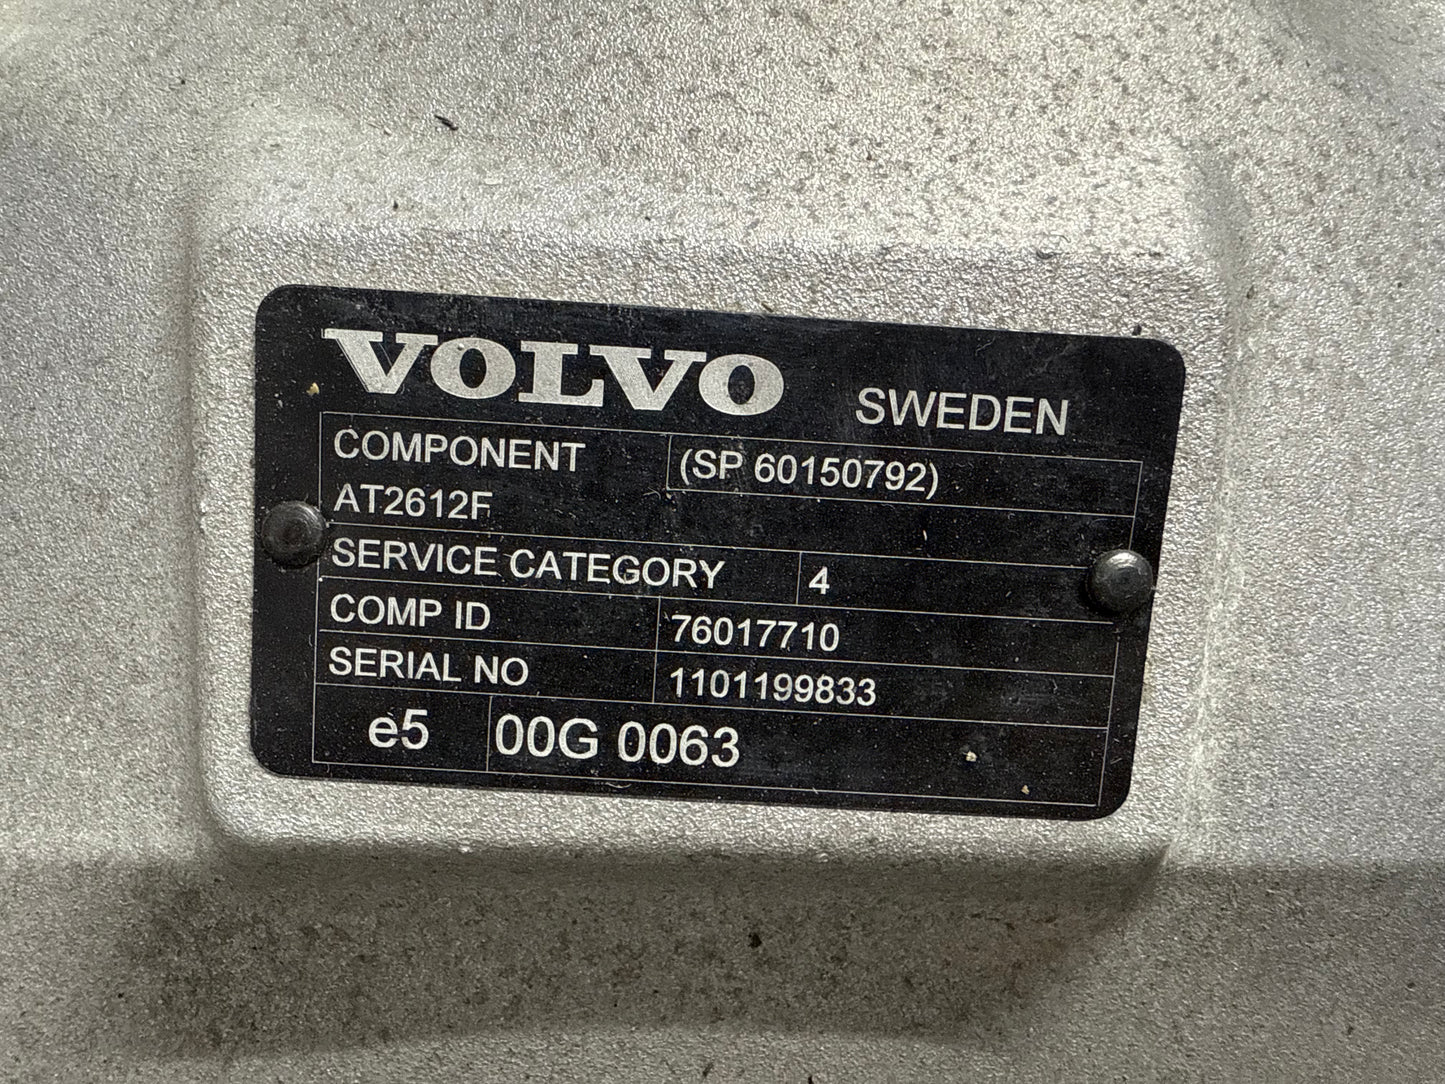 VOLVO SWEDEN
COMPONENT (SP 60150792)
AT2612F
SERVICE CATEGORY 4
COMP ID 76017710
SERIAL NO 1101199833
e5 00G 0063